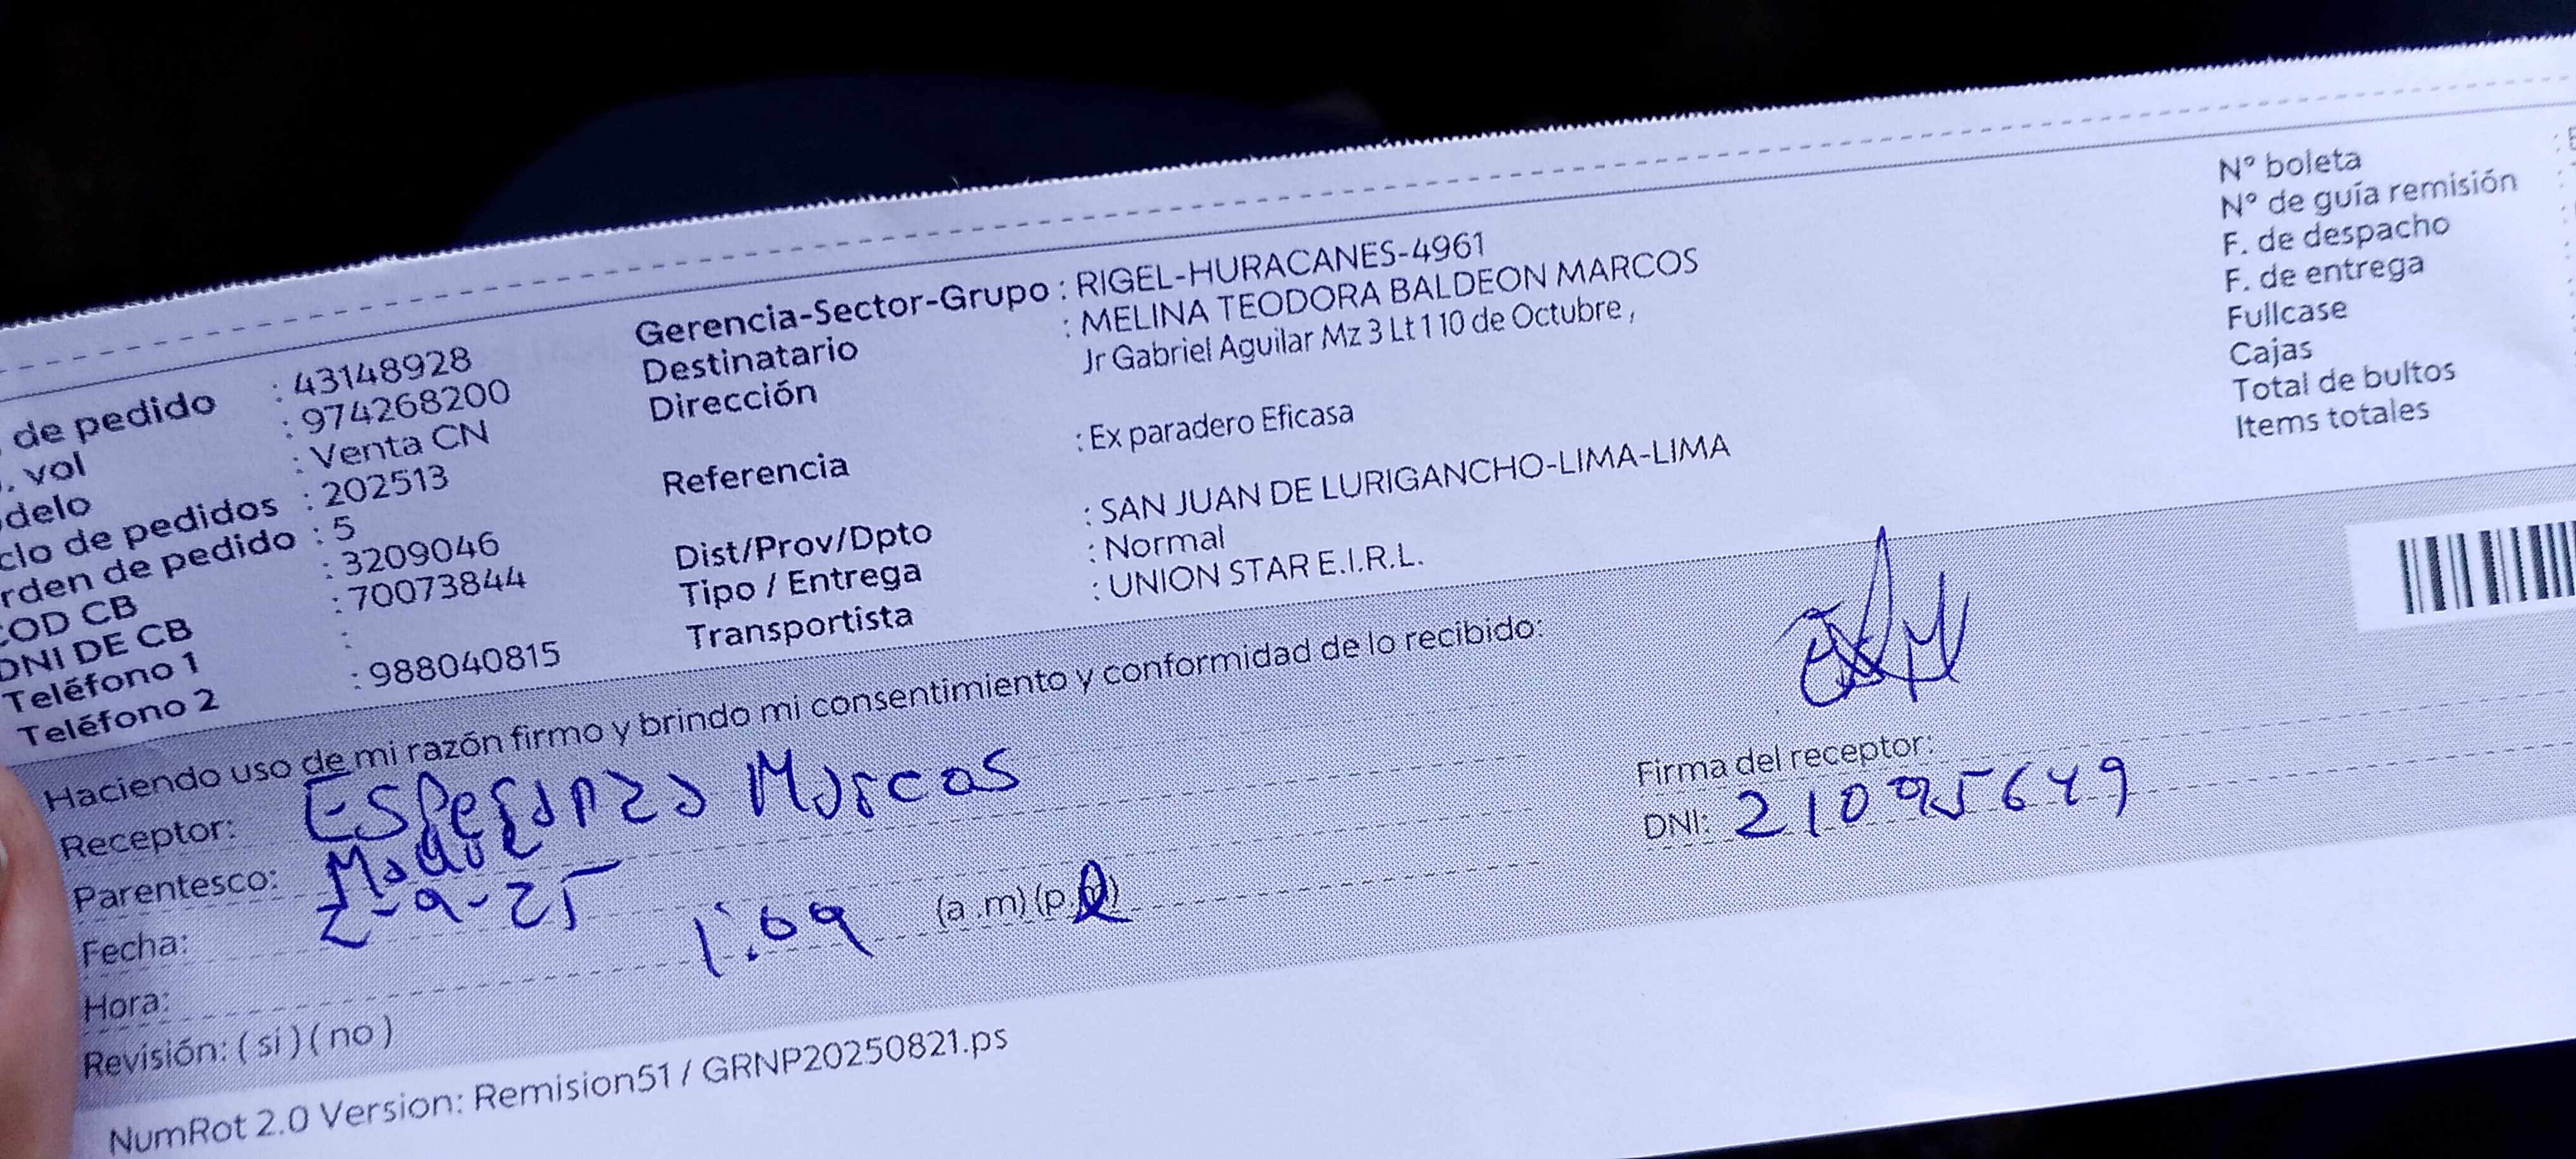 de pedido : 43148928
. vol : 974268200
delo : Venta CN
clo de pedidos : 202513
rden de pedido : 5
COD CB : 3209046
DNI DE CB : 70073844
Teléfono 1 :
Teléfono 2 : 988040815
Gerencia-Sector-Grupo : RIGEL-HURACANES-4961
Destinatario : MELINA TEODORA BALDEON MARCOS
Dirección Jr Gabriel Aguilar Mz 3 Lt 1 10 de Octubre ,
Referencia : Ex paradero Eficasa
Dist/Prov/Dpto : SAN JUAN DE LURIGANCHO-LIMA-LIMA
Tipo / Entrega : Normal
Transportista : UNION STAR E.I.R.L.
N° boleta
N° de guía remisión
F. de despacho
F. de entrega
Fullcase
Cajas
Total de bultos
Items totales
Haciendo uso de mi razón firmo y brindo mi consentimiento y conformidad de lo recibido:
Receptor: Esperanza Marcos
Parentesco:
Fecha: 2-9-25
Hora: 1:09 (a.m) (p.m)
Revisión: ( si ) ( no )
Firma del receptor:
DNI: 21095649
NumRot 2.0 Version: Remision51 / GRNP20250821.ps